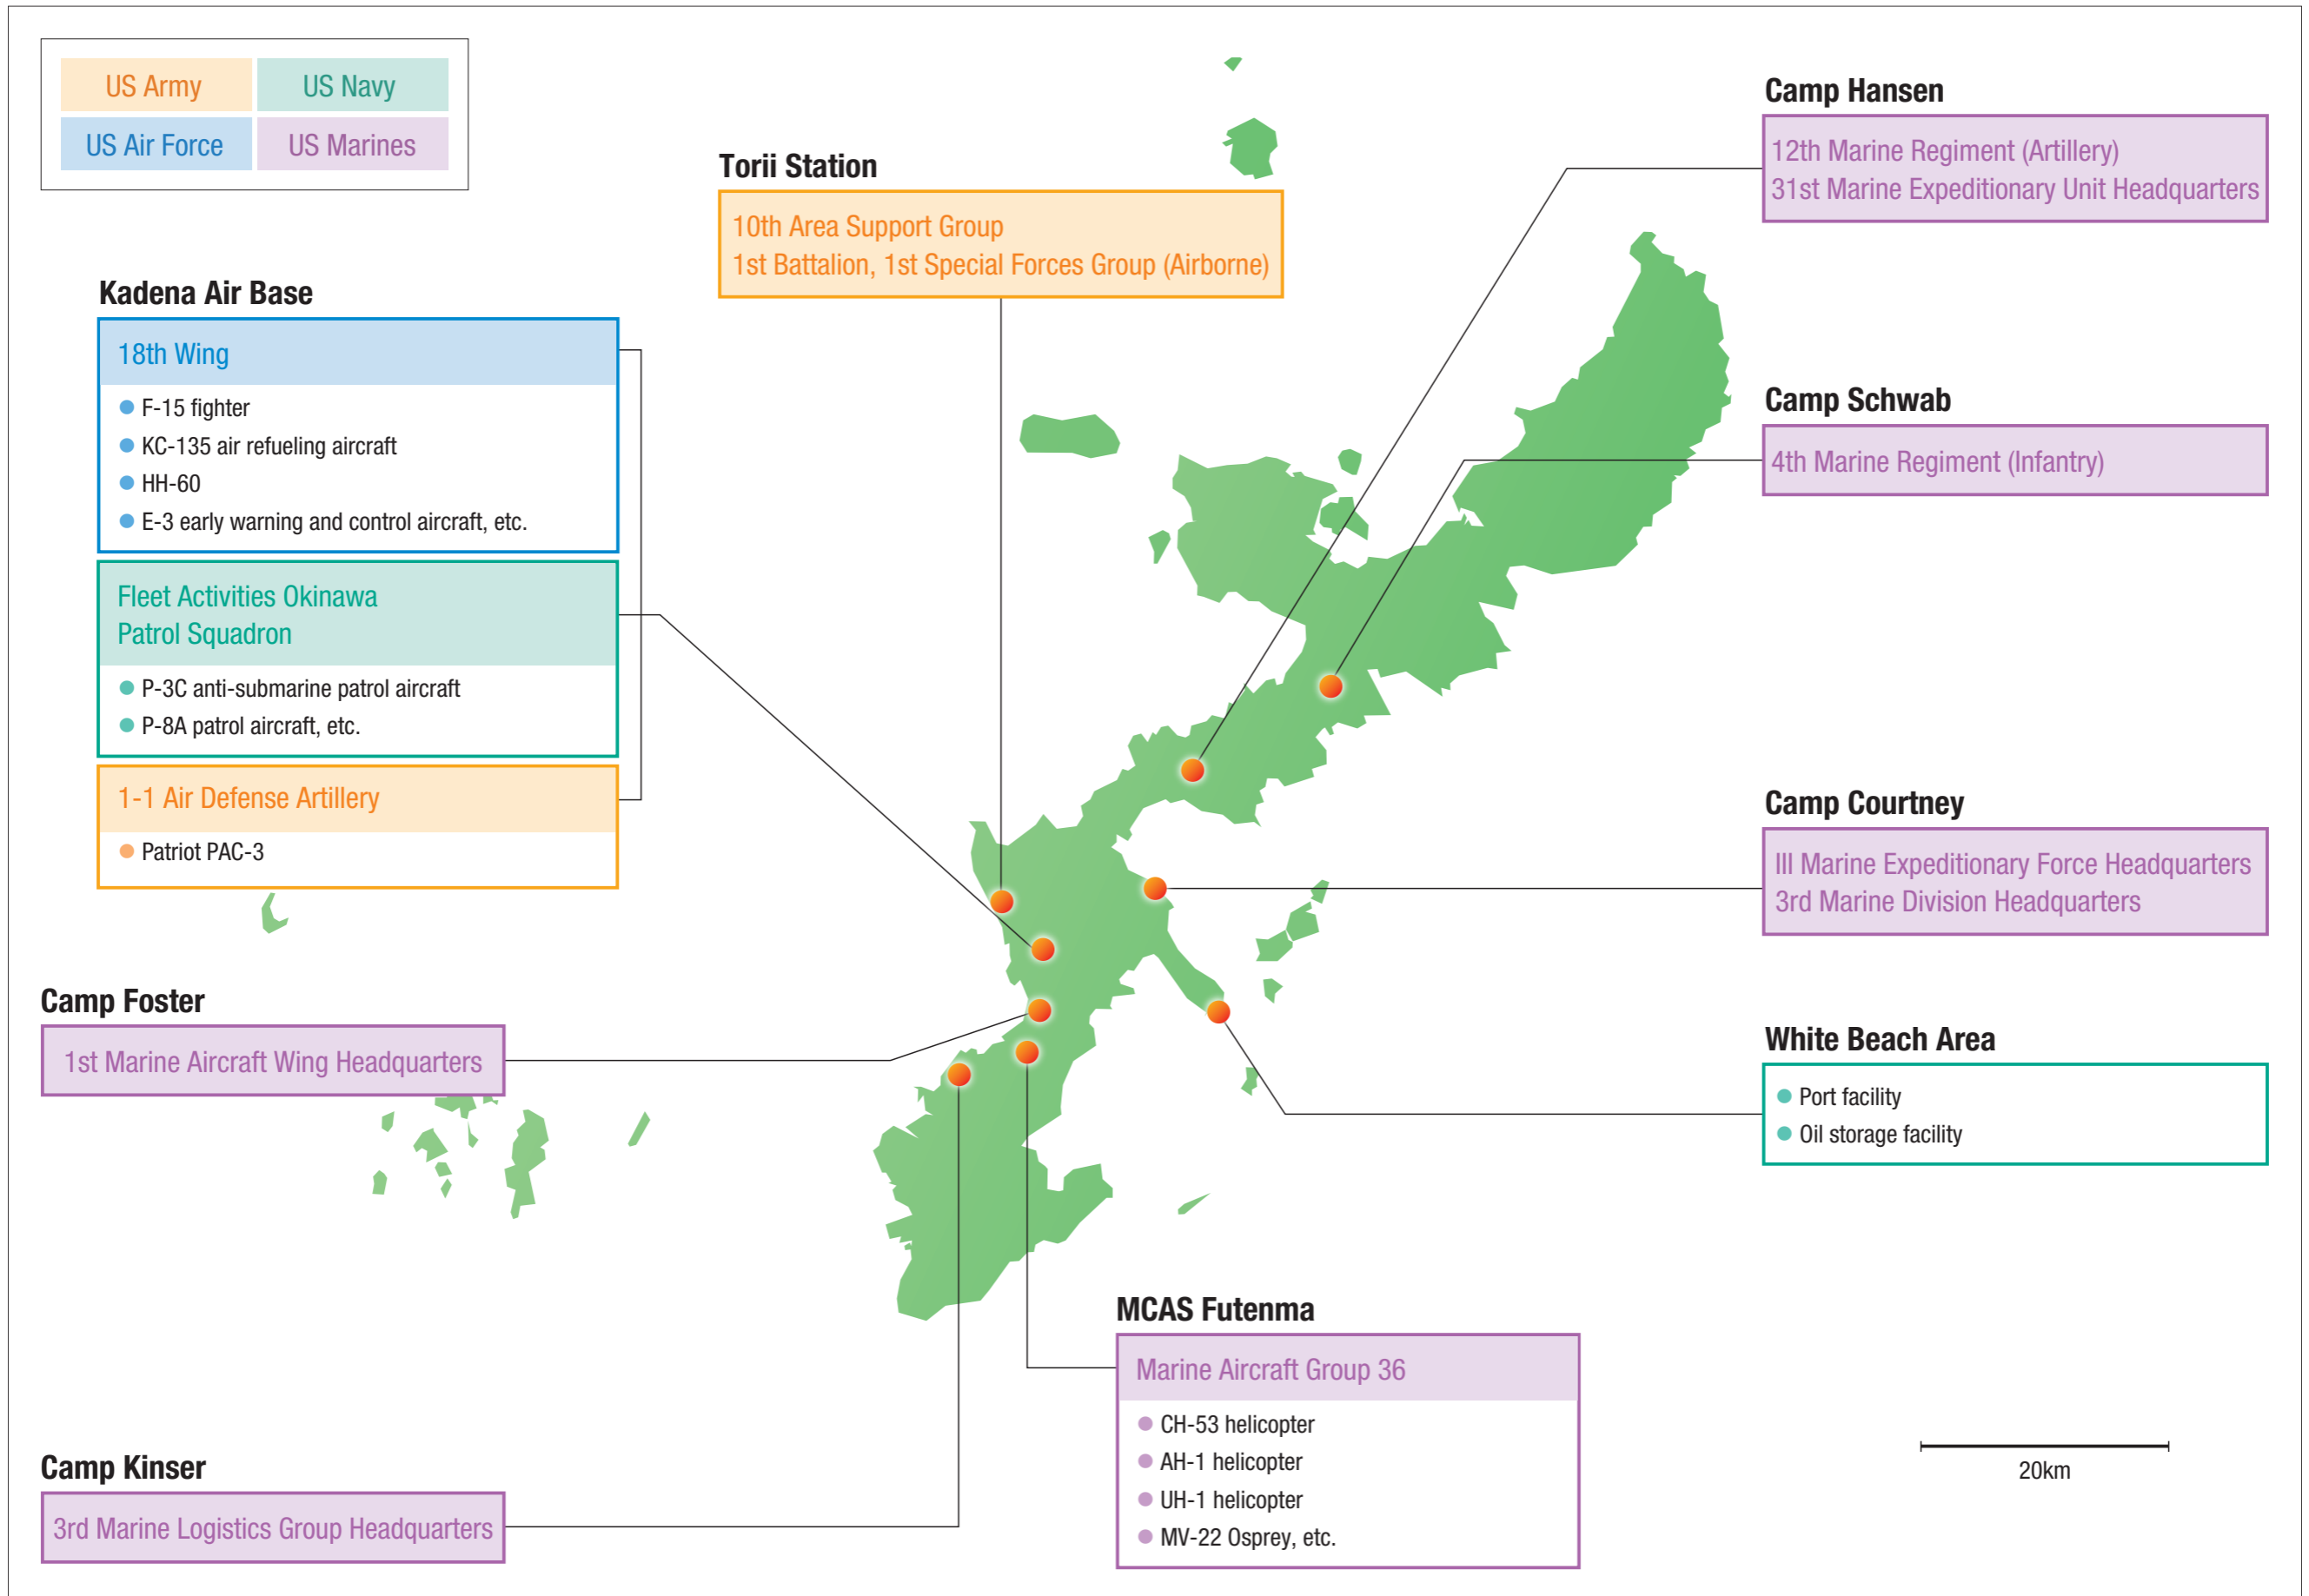 US Army
US Navy
US Air Force
US Marines
Torii Station
10th Area Support Group
1st Battalion, 1st Special Forces Group (Airborne)
Camp Hansen
12th Marine Regiment (Artillery)
31st Marine Expeditionary Unit Headquarters
Kadena Air Base
18th Wing
F-15 fighter
KC-135 air refueling aircraft
HH-60
E-3 early warning and control aircraft, etc.
Fleet Activities Okinawa
Patrol Squadron
P-3C anti-submarine patrol aircraft
P-8A patrol aircraft, etc.
1-1 Air Defense Artillery
Patriot PAC-3
Camp Schwab
4th Marine Regiment (Infantry)
Camp Courtney
III Marine Expeditionary Force Headquarters
3rd Marine Division Headquarters
Camp Foster
1st Marine Aircraft Wing Headquarters
White Beach Area
Port facility
Oil storage facility
MCAS Futenma
Marine Aircraft Group 36
CH-53 helicopter
AH-1 helicopter
UH-1 helicopter
MV-22 Osprey, etc.
Camp Kinser
3rd Marine Logistics Group Headquarters
20km